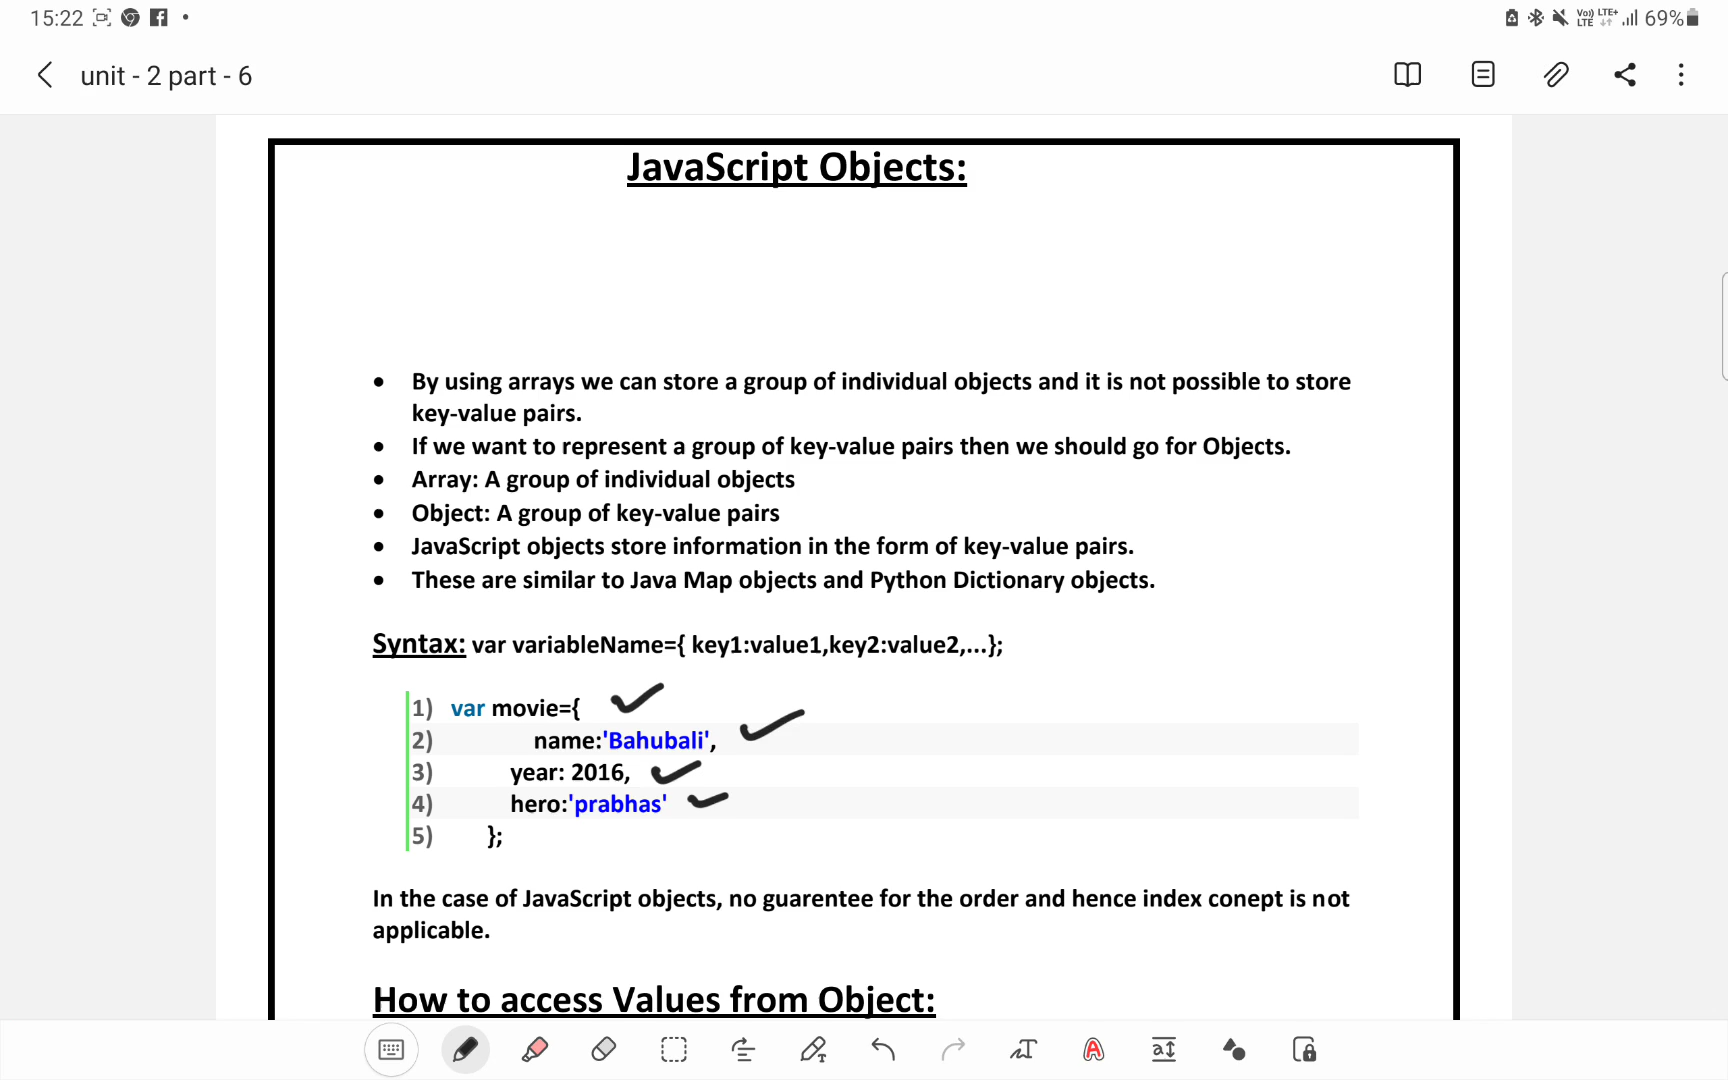 15:22
Vo)) LTE LTE+ 69%
unit - 2 part - 6
JavaScript Objects:
• By using arrays we can store a group of individual objects and it is not possible to store
key-value pairs.
• If we want to represent a group of key-value pairs then we should go for Objects.
• Array: A group of individual objects
• Object: A group of key-value pairs
• JavaScript objects store information in the form of key-value pairs.
• These are similar to Java Map objects and Python Dictionary objects.
Syntax: var variableName={ key1:value1,key2:value2,...};
1) var movie={
2) name:'Bahubali',
3) year: 2016,
4) hero:'prabhas'
5) };
In the case of JavaScript objects, no guarentee for the order and hence index conept is not
applicable.
How to access Values from Object: